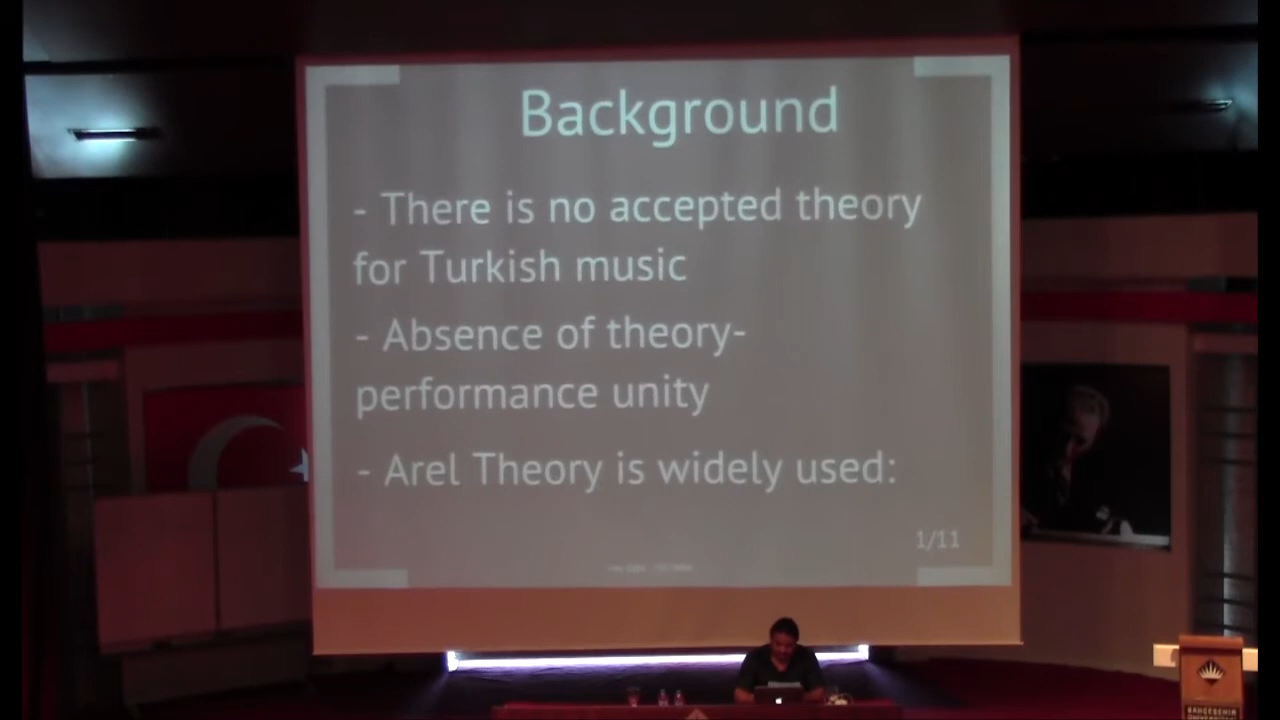 Background
- There is no accepted theory
for Turkish music
- Absence of theory-
performance unity
- Arel Theory is widely used:
1/11
BAHÇEŞEHİR